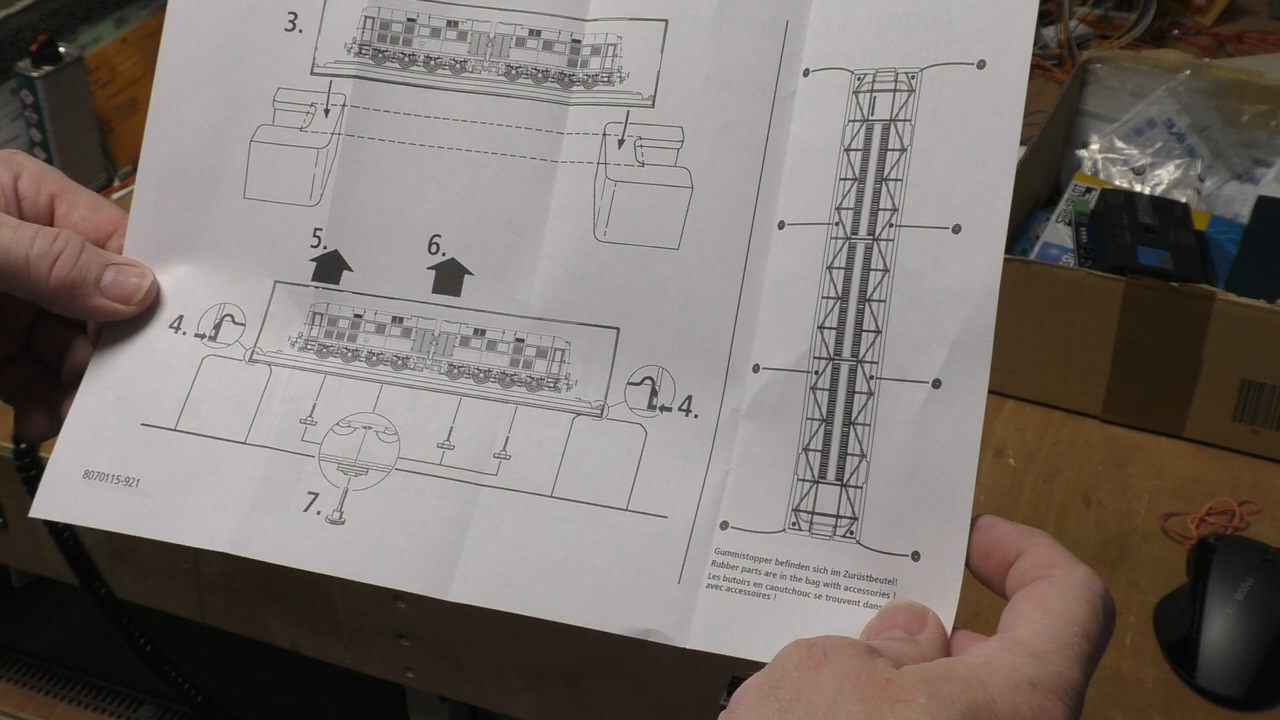 3.
5.
6.
4.
4.
7.
8070115-921
Gummistopper befinden sich im Zurüstbeutel!
Rubber parts are in the bag with accessories !
Les butoirs en caoutchouc se trouvent dans
avec accessoires !